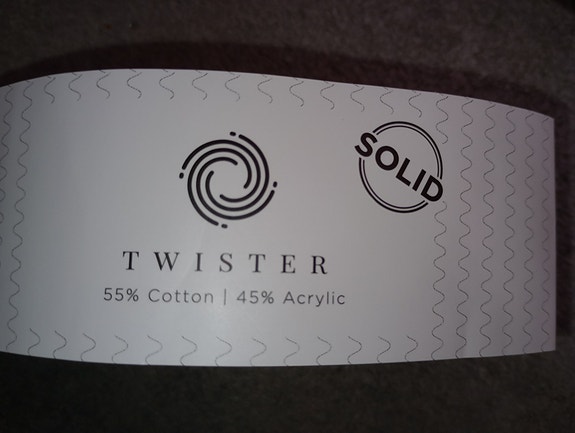 SOLID
TWISTER
55% Cotton | 45% Acrylic